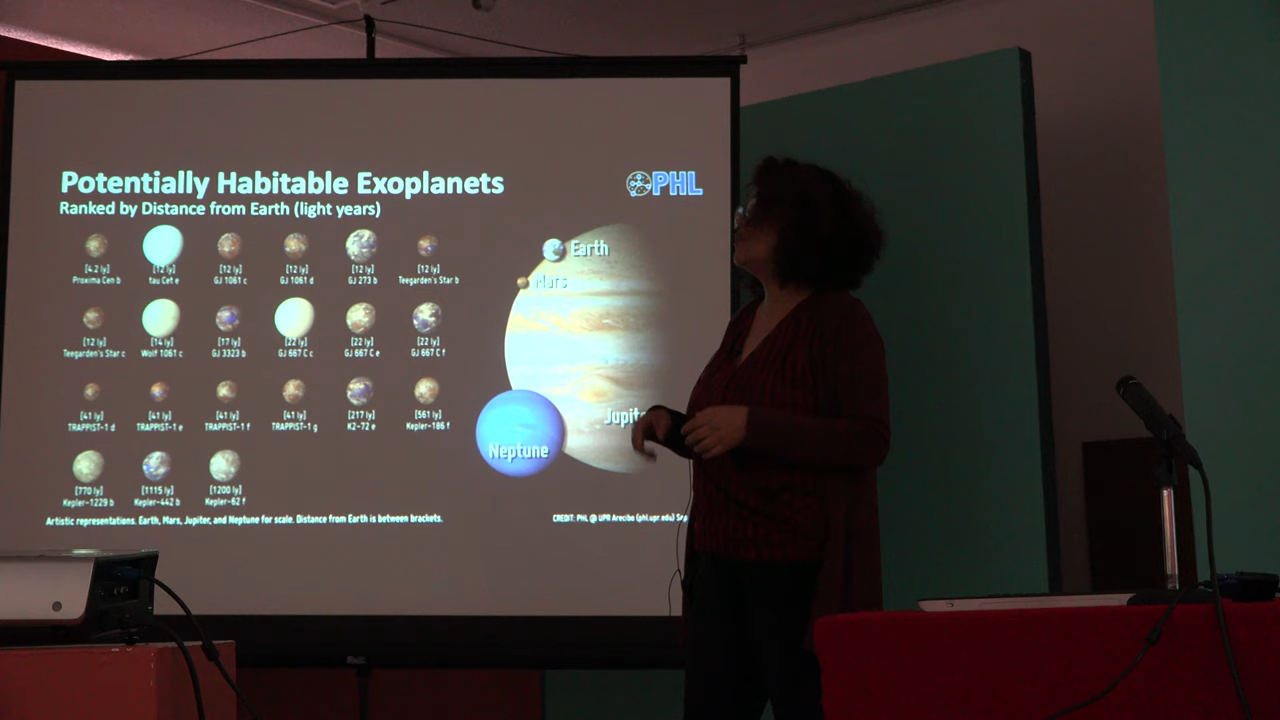 Potentially Habitable Exoplanets
PHL
Ranked by Distance from Earth (light years)
[4.2 ly] [12 ly] [12 ly] [12 ly] [12 ly] [12 ly]
Proxima Cen b tau Cet e GJ 1061 c GJ 1061 d GJ 273 b Teegarden's Star b
[12 ly] [14 ly] [17 ly] [22 ly] [22 ly] [22 ly]
Teegarden's Star c Wolf 1061 c GJ 3323 b GJ 667 C c GJ 667 C e GJ 667 C f
[41 ly] [41 ly] [41 ly] [41 ly] [217 ly] [561 ly]
TRAPPIST-1 d TRAPPIST-1 e TRAPPIST-1 f TRAPPIST-1 g K2-72 e Kepler-186 f
[770 ly] [1115 ly] [1200 ly]
Kepler-1229 b Kepler-442 b Kepler-62 f
Earth
Mars
Jupite
Neptune
Artistic representations. Earth, Mars, Jupiter, and Neptune for scale. Distance from Earth is between brackets.
CREDIT: PHL @ UPR Arecibo (phl.upr.edu)